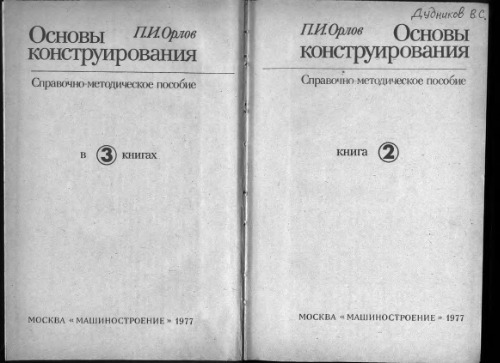 П.И.Орлов
Основы
конструирования
Справочно-методическое пособие
в 3 книгах
МОСКВА «МАШИНОСТРОЕНИЕ» 1977
Дудников В.С.
П.И.Орлов
Основы
конструирования
Справочно-методическое пособие
книга 2
МОСКВА «МАШИНОСТРОЕНИЕ» 1977